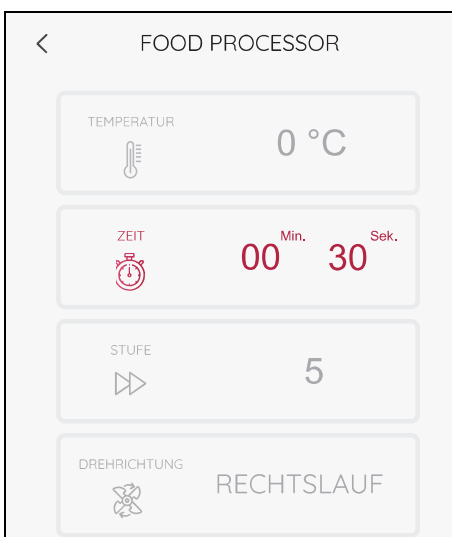 FOOD PROCESSOR
TEMPERATUR
0 °C
ZEIT
00 Min. 30 Sek.
STUFE
5
DREHRICHTUNG
RECHTSLAUF